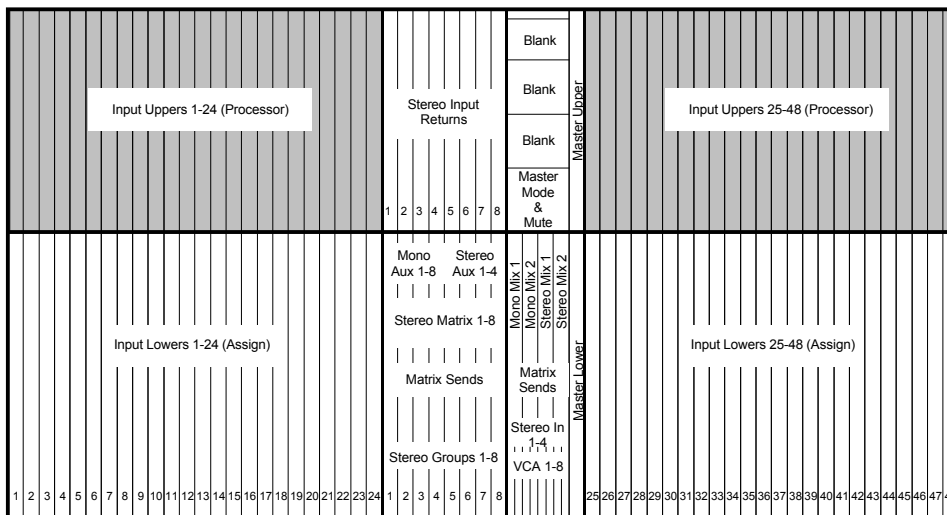 Blank
Blank
Blank
Input Uppers 1-24 (Processor)
Stereo Input
Returns
Master Upper
Input Uppers 25-48 (Processor)
Master
Mode
&
Mute
1 2 3 4 5 6 7 8
Mono
Aux 1-8
Stereo
Aux 1-4
Mono Mix 1
Mono Mix 2
Stereo Mix 1
Stereo Mix 2
Stereo Matrix 1-8
Input Lowers 1-24 (Assign)
Input Lowers 25-48 (Assign)
Matrix Sends
Matrix
Sends
Master Lower
Stereo In
1-4
Stereo Groups 1-8
VCA 1-8
1 2 3 4 5 6 7 8 9 10 11 12 13 14 15 16 17 18 19 20 21 22 23 24
1 2 3 4 5 6 7 8
25 26 27 28 29 30 31 32 33 34 35 36 37 38 39 40 41 42 43 44 45 46 47